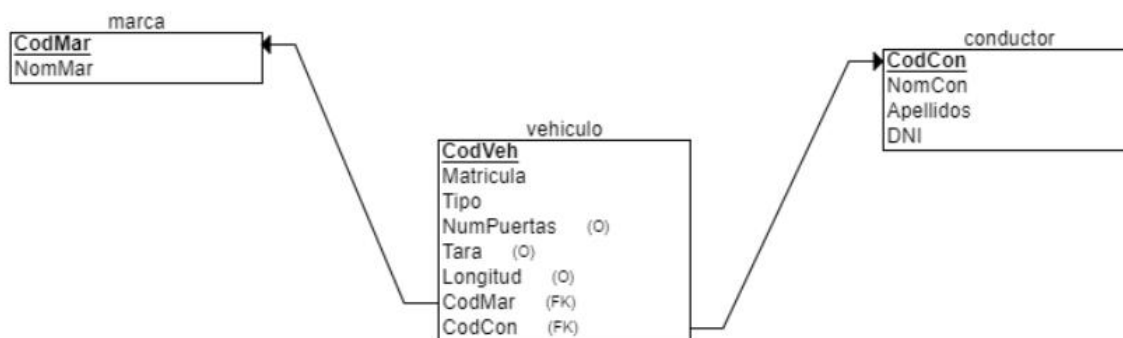 marca
CodMar
NomMar
conductor
CodCon
NomCon
Apellidos
DNI
vehiculo
CodVeh
Matricula
Tipo
NumPuertas (O)
Tara (O)
Longitud (O)
CodMar (FK)
CodCon (FK)